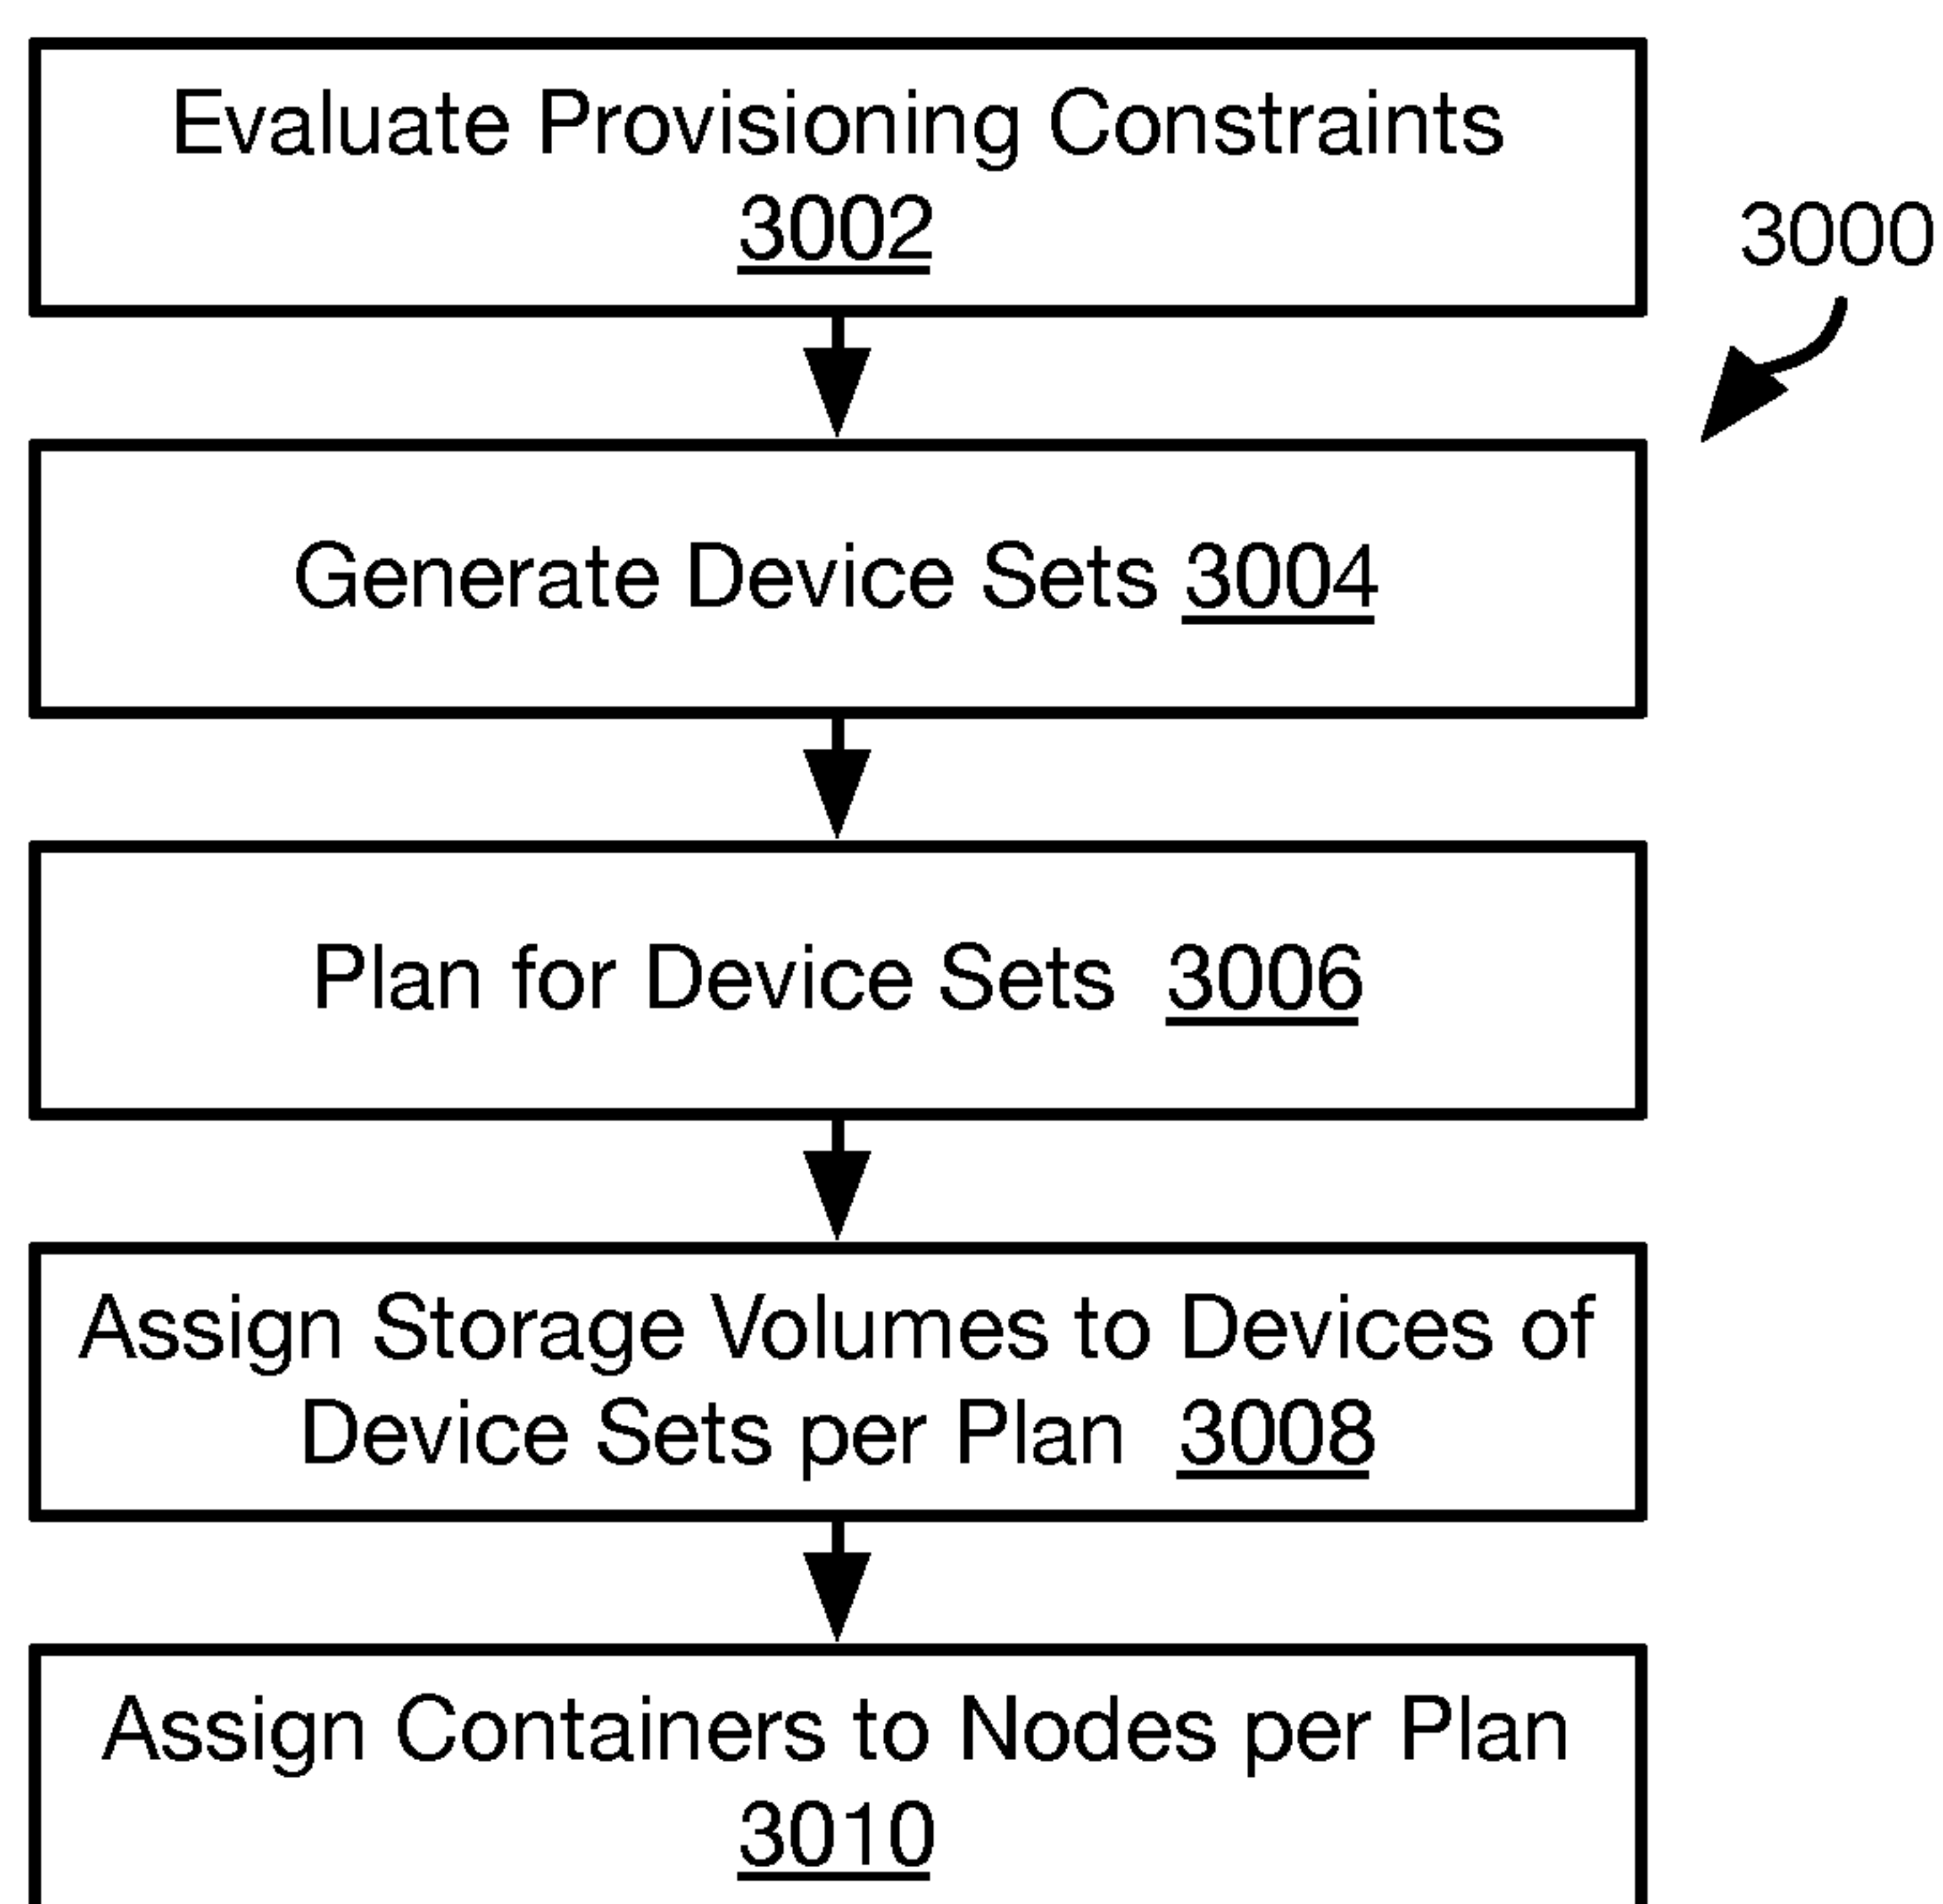 Evaluate Provisioning Constraints
3002
3000
Generate Device Sets 3004
Plan for Device Sets 3006
Assign Storage Volumes to Devices of
Device Sets per Plan 3008
Assign Containers to Nodes per Plan
3010